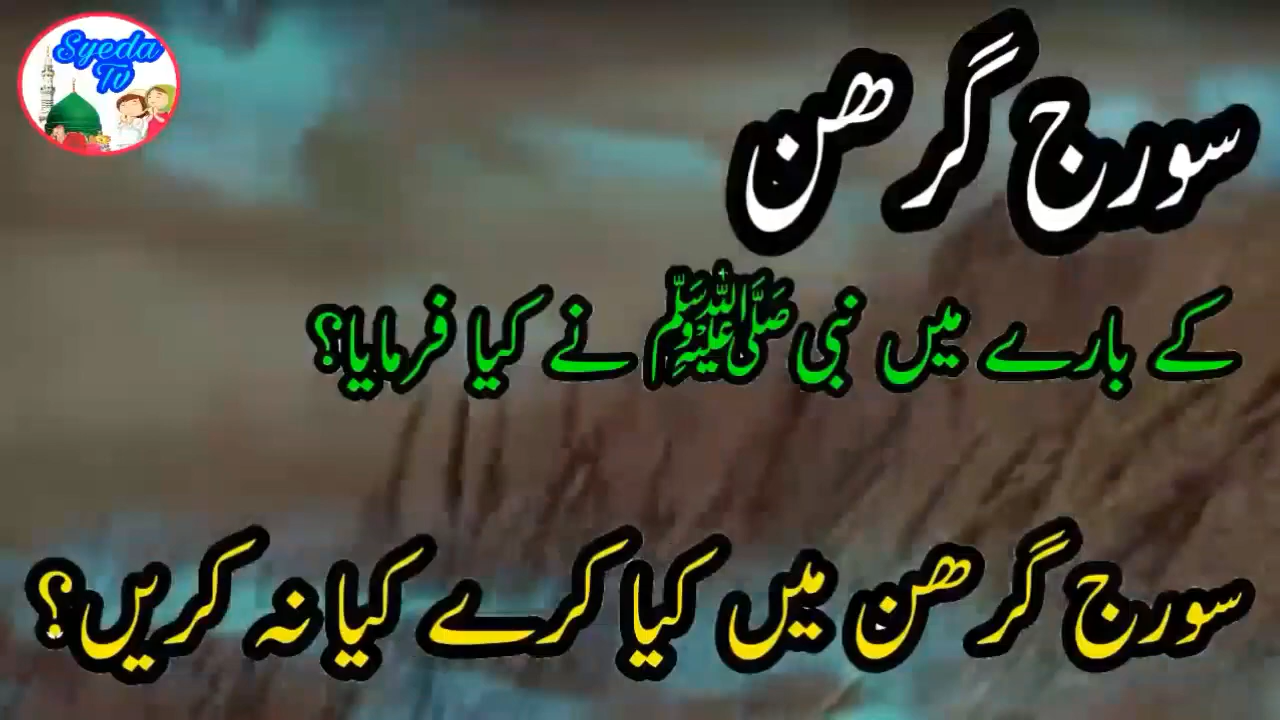 Syeda
Tv
سورج گرھن
کے بارے میں نبی ﷺ نے کیا فرمایا؟
سورج گرھن میں کیا کرے کیا نہ کریں؟